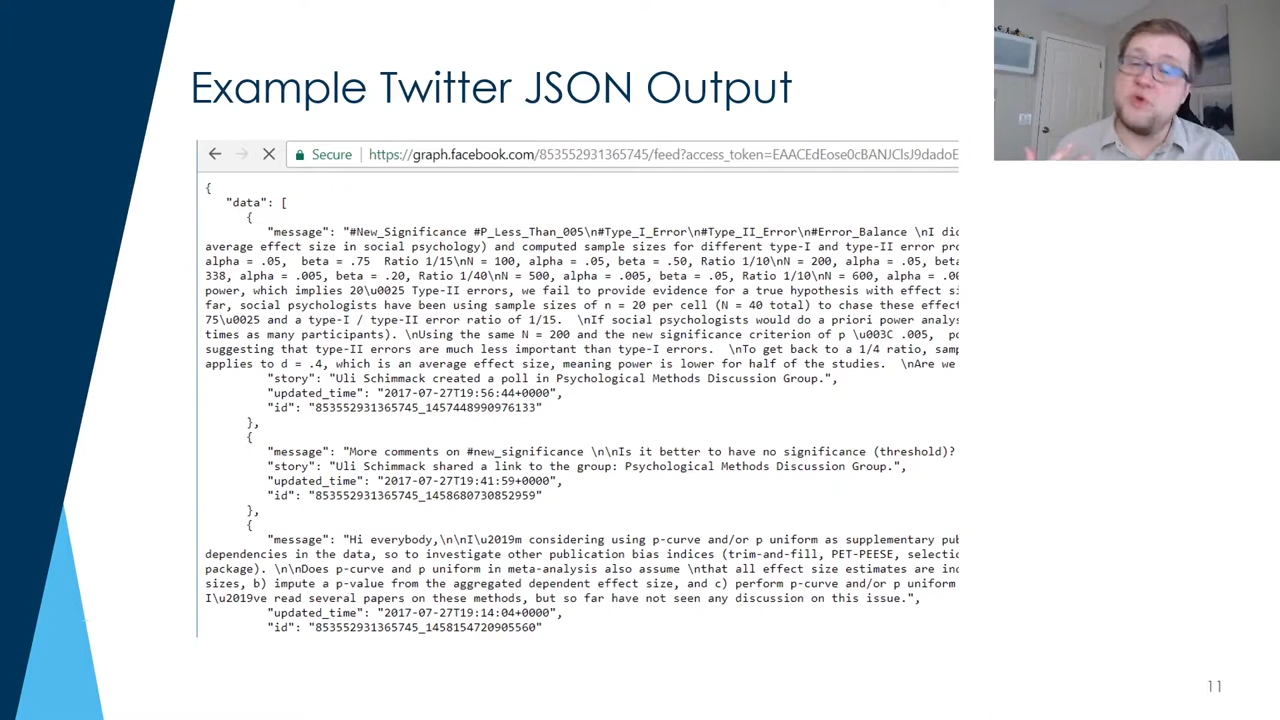 Example Twitter JSON Output
Secure | https://graph.facebook.com/853552931365745/feed?access_token=EAACEdEose0cBANJClsJ9dadoE
{
"data": [
{
"message": "#New_Significance #P_Less_Than_005\n#Type_I_Error\n#Type_II_Error\n#Error_Balance \nI di
average effect size in social psychology) and computed sample sizes for different type-I and type-II error pr
alpha = .05, beta = .75 Ratio 1/15\nN = 100, alpha = .05, beta = .50, Ratio 1/10\nN = 200, alpha = .05, beta
338, alpha = .005, beta = .20, Ratio 1/40\nN = 500, alpha = .005, beta = .05, Ratio 1/10\nN = 600, alpha = .00
power, which implies 20\u0025 Type-II errors, we fail to provide evidence for a true hypothesis with effect si
far, social psychologists have been using sample sizes of n = 20 per cell (N = 40 total) to chase these effect
75\u0025 and a type-I / type-II error ratio of 1/15. \nIf social psychologists would do a priori power analys
times as many participants). \nUsing the same N = 200 and the new significance criterion of p \u003C .005, po
suggesting that type-II errors are much less important than type-I errors. \nTo get back to a 1/4 ratio, samp
applies to d = .4, which is an average effect size, meaning power is lower for half of the studies. \nAre we
"story": "Uli Schimmack created a poll in Psychological Methods Discussion Group.",
"updated_time": "2017-07-27T19:56:44+0000",
"id": "853552931365745_1457448990976133"
},
{
"message": "More comments on #new_significance \n\nIs it better to have no significance (threshold)?
"story": "Uli Schimmack shared a link to the group: Psychological Methods Discussion Group.",
"updated_time": "2017-07-27T19:41:59+0000",
"id": "853552931365745_1458680730852959"
},
{
"message": "Hi everybody,\n\nI\u2019m considering using p-curve and/or p uniform as supplementary pub
dependencies in the data, so to investigate other publication bias indices (trim-and-fill, PET-PEESE, selectio
package). \n\nDoes p-curve and p uniform in meta-analysis also assume \nthat all effect size estimates are in
sizes, b) impute a p-value from the aggregated dependent effect size, and c) perform p-curve and/or p uniform
I\u2019ve read several papers on these methods, but so far have not seen any discussion on this issue.",
"updated_time": "2017-07-27T19:14:04+0000",
"id": "853552931365745_1458154720905560"
11